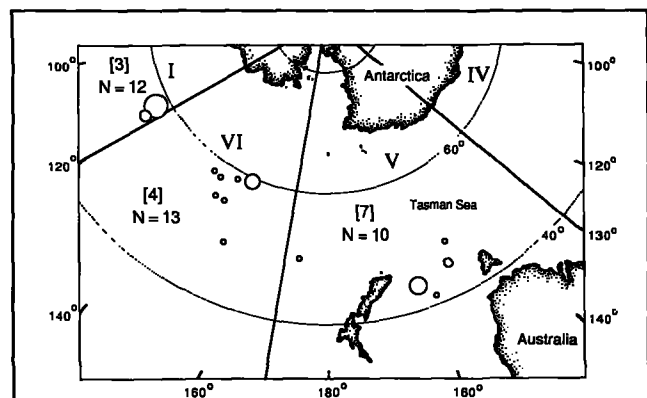 100°
[3]
N = 12
I
Antarctica
IV
100°
VI
V
60°
120°
120°
[4]
N = 13
[7]
N = 10
Tasman Sea
40°
130°
140°
140°
Australia
160°
180°
160°